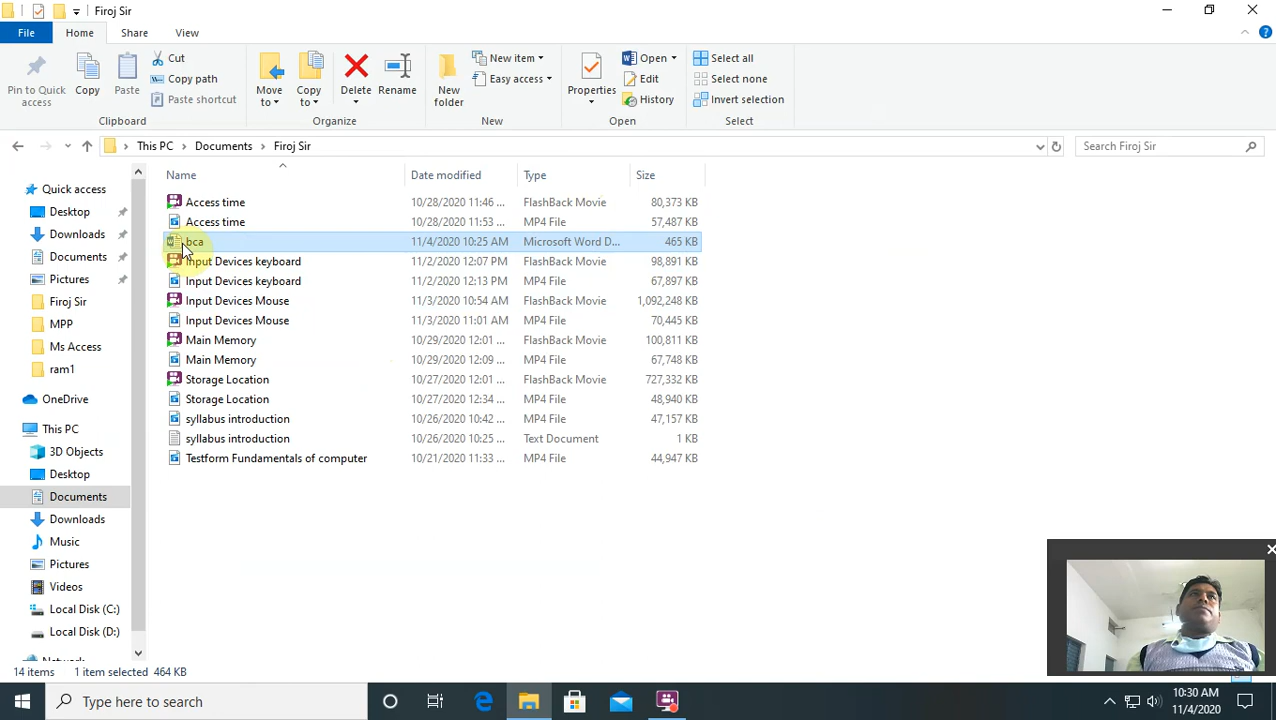 Firoj Sir
File Home Share View
Pin to Quick access
Copy
Paste
Cut
Copy path
Paste shortcut
Clipboard
Move to
Copy to
Delete
Rename
Organize
New folder
New item
Easy access
New
Properties
Open
Edit
History
Open
Select all
Select none
Invert selection
Select
This PC Documents Firoj Sir
Search Firoj Sir
Name Date modified Type Size
Access time 10/28/2020 11:46 ... FlashBack Movie 80,373 KB
Access time 10/28/2020 11:53 ... MP4 File 57,487 KB
bca 11/4/2020 10:25 AM Microsoft Word D... 465 KB
Input Devices keyboard 11/2/2020 12:07 PM FlashBack Movie 98,891 KB
Input Devices keyboard 11/2/2020 12:13 PM MP4 File 67,897 KB
Input Devices Mouse 11/3/2020 10:54 AM FlashBack Movie 1,092,248 KB
Input Devices Mouse 11/3/2020 11:01 AM MP4 File 70,445 KB
Main Memory 10/29/2020 12:01 ... FlashBack Movie 100,811 KB
Main Memory 10/29/2020 12:09 ... MP4 File 67,748 KB
Storage Location 10/27/2020 12:01 ... FlashBack Movie 727,332 KB
Storage Location 10/27/2020 12:34 ... MP4 File 48,940 KB
syllabus introduction 10/26/2020 10:42 ... MP4 File 47,157 KB
syllabus introduction 10/26/2020 10:25 ... Text Document 1 KB
Testform Fundamentals of computer 10/21/2020 11:33 ... MP4 File 44,947 KB
Quick access
Desktop
Downloads
Documents
Pictures
Firoj Sir
MPP
Ms Access
ram1
OneDrive
This PC
3D Objects
Desktop
Documents
Downloads
Music
Pictures
Videos
Local Disk (C:)
Local Disk (D:)
Network
14 items 1 item selected 464 KB
Type here to search
10:30 AM
11/4/2020